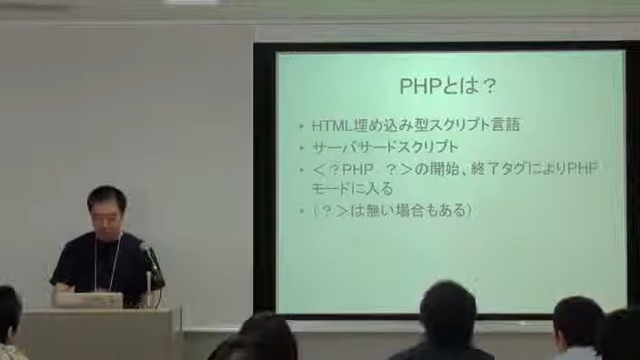 PHPとは？
• HTML埋め込み型スクリプト言語
• サーバサードスクリプト
• ＜？PHP　？＞の開始、終了タグによりPHP
モードに入る
• (？＞は無い場合もある)